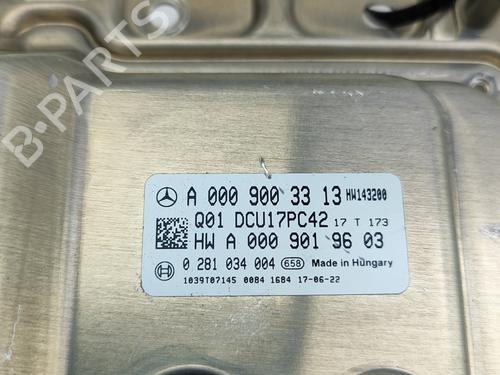 B-PARTS
A 000 900 33 13 HW143200
Q01 DCU17PC42 17 T 173
HW A 000 901 96 03
0 281 034 004 658 Made in Hungary
1039T07145 0084 1684 17-06-22